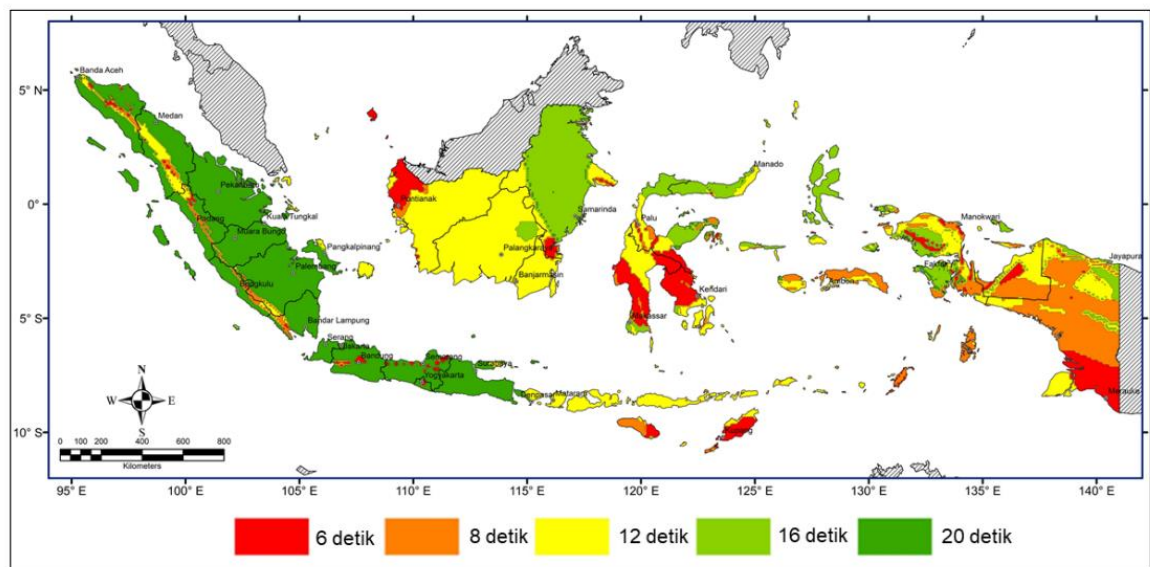 Banda Aceh
5° N
Medan
Manado
Pekanbaru
Pontianak
Samarinda
Palu
Manokwari
0°
Padang
Kuala Tungkal
Muara Bungo
Pangkalpinang
Palangkaraya
Jayapura
Palembang
Banjarmasin
Bengkulu
Kendari
Ambon
5° S
Bandar Lampung
Makassar
Serang
Jakarta
Bandung
Semarang
Surabaya
Yogyakarta
Denpasar
Mataram
Merauke
N
W E
S
Kupang
10° S
0 100 200 400 600 800
Kilometers
95° E 100° E 105° E 110° E 115° E 120° E 125° E 130° E 135° E 140° E
6 detik 8 detik 12 detik 16 detik 20 detik